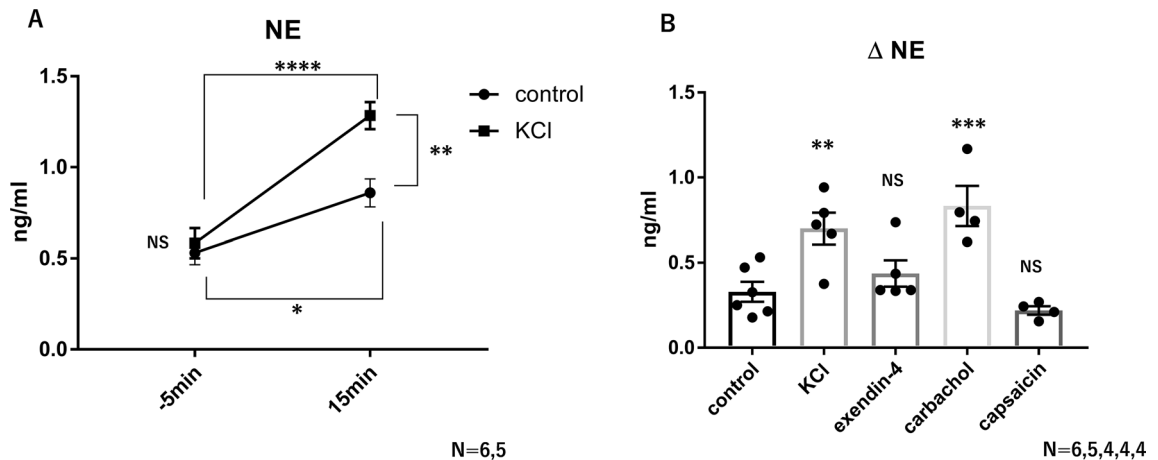 A
NE
****
1.5
1.0
0.5
0.0
ng/ml
NS
**
*
control
KCl
-5min
15min
N=6,5
B
Δ NE
1.5
1.0
0.5
0.0
ng/ml
**
NS
***
NS
control
KCl
exendin-4
carbachol
capsaicin
N=6,5,4,4,4